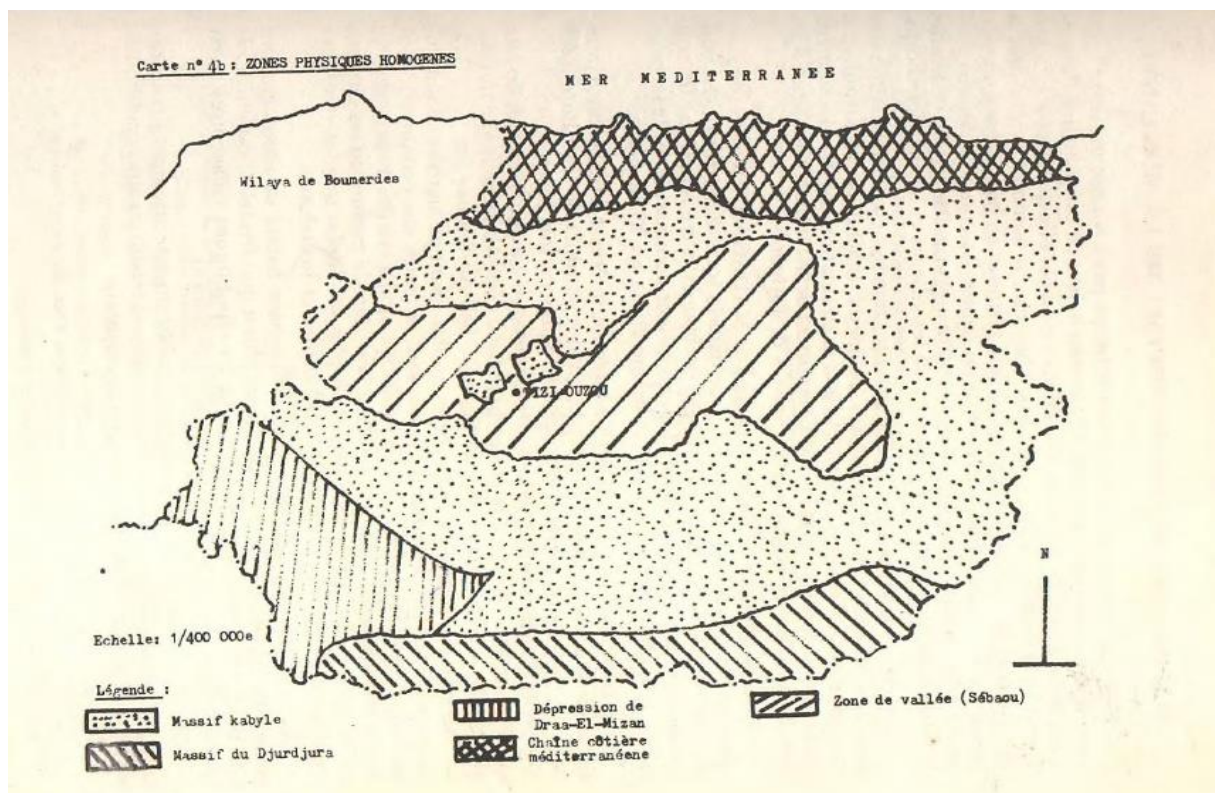 Carte n° 4b : ZONES PHYSIQUES HOMOGENES
MER MEDITERRANEE
Wilaya de Boumerdes
TIZI-OUZOU
N
Echelle: 1/400 000e
Légende :
Massif kabyle
Massif du Djurdjura
Dépression de
Draa-El-Mizan
Chaîne côtière
méditerranéene
Zone de vallée (Sébaou)